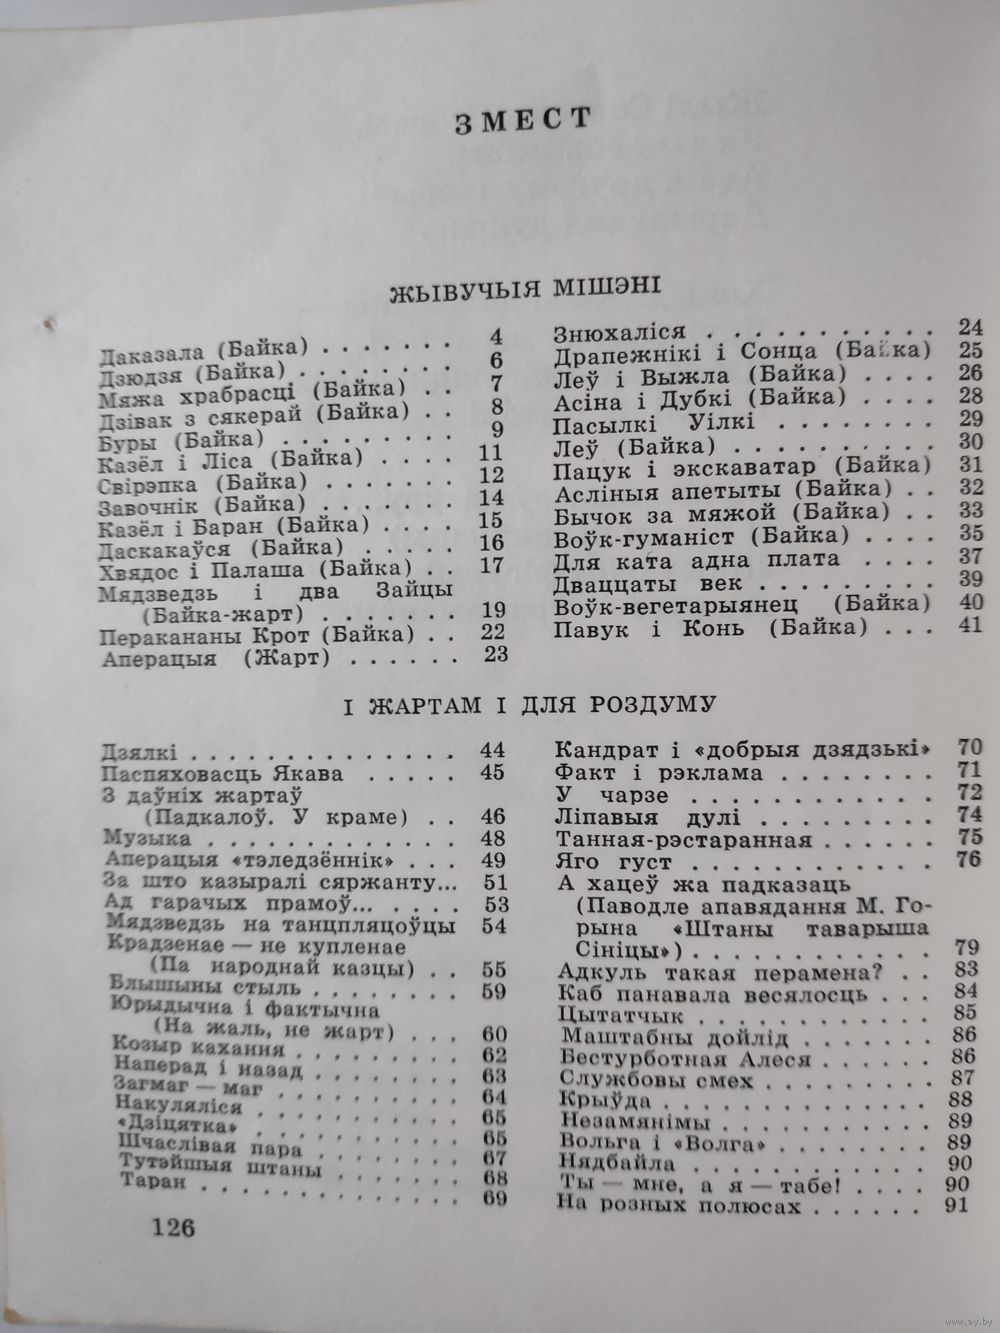 ЗМЕСТ
ЖЫВУЧЫЯ МІШЭНІ
Даказала (Байка) . . . . . . . 4
Дзюдзя (Байка) . . . . . . . . 6
Мяжа храбрасці (Байка) . . 7
Дзівак з сякерай (Байка) . . 8
Буры (Байка) . . . . . . . . . 9
Казёл і Ліса (Байка) . . . . 11
Свірэпка (Байка) . . . . . . . 12
Завочнік (Байка) . . . . . . . 14
Казёл і Баран (Байка) . . . . 15
Даскакаўся (Байка) . . . . . 16
Хвядос і Палаша (Байка) . . 17
Мядзведзь і два Зайцы
(Байка-жарт) . . . . . . . 19
Перакананы Крот (Байка) . . 22
Аперацыя (Жарт) . . . . . . 23
Знюхаліся . . . . . . . . . . . 24
Драпежнікі і Сонца (Байка) 25
Леў і Выжла (Байка) . . . . 26
Асіна і Дубкі (Байка) . . . . 28
Пасылкі Уілкі . . . . . . . . 29
Леў (Байка) . . . . . . . . . . 30
Пацук і экскаватар (Байка) 31
Асліныя апетыты (Байка) . . 32
Бычок за мяжой (Байка) . . 33
Воўк-гуманіст (Байка) . . . . 35
Для ката адна плата . . . . 37
Дваццаты век . . . . . . . . . 39
Воўк-вегетарыянец (Байка) 40
Павук і Конь (Байка) . . . 41
І ЖАРТАМ І ДЛЯ РОЗДУМУ
Дзялкі . . . . . . . . . . . . . . 44
Паспяховасць Якава . . . . . 45
З даўніх жартаў
(Падкалоў. У краме) . . 46
Музыка . . . . . . . . . . . . . 48
Аперацыя «тэледзённік» . . . 49
За што казыралі сяржанту... 51
Ад гарачых прамоў... . . . . 53
Мядзведзь на танцпляцоўцы 54
Крадзенае — не купленае
(Па народнай казцы) . . 55
Блышыны стыль . . . . . . . . 59
Юрыдычна і фактычна
(На жаль, не жарт) . . . 60
Козыр кахання . . . . . . . . . 62
Наперад і назад . . . . . . . . 63
Загмаг — маг . . . . . . . . . . 64
Накуляліся . . . . . . . . . . . 65
«Дзіцятка» . . . . . . . . . . . 65
Шчаслівая пара . . . . . . . . 67
Тутэйшыя штаны . . . . . . . 68
Таран . . . . . . . . . . . . . . 69
Кандрат і «добрыя дзядзькі» 70
Факт і рэклама . . . . . . . . 71
У чарзе . . . . . . . . . . . . 72
Ліпавыя дулі . . . . . . . . . 74
Танная-рэстаранная . . . . . . 75
Яго густ . . . . . . . . . . . . 76
А хацеў жа падказаць
(Паводле апавядання М. Го-
рына «Штаны таварыша
Сініцы») . . . . . . . . . . . 79
Адкуль такая перамена? . . 83
Каб панавала весялосць . . . 84
Цытатчык . . . . . . . . . . . 85
Маштабны дойлід . . . . . . . 86
Бестурботная Алеся . . . . . . 86
Службовы смех . . . . . . . . . 87
Крыўда . . . . . . . . . . . . . 88
Незамянімы . . . . . . . . . . . 89
Вольга і «Волга» . . . . . . . . 89
Нядбайла . . . . . . . . . . . . 90
Ты — мне, а я — табе! . . . . 90
На розных полюсах . . . . . . 91
126
www.ay.by